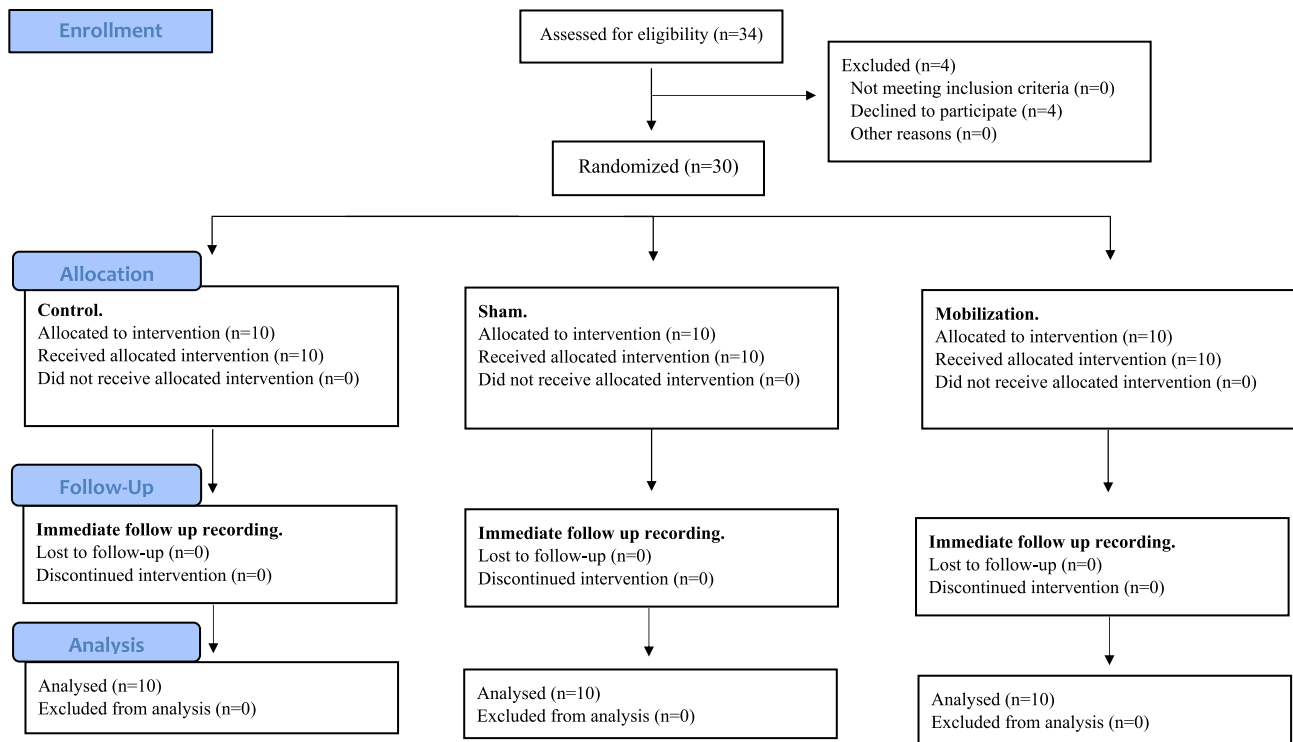 Enrollment
Assessed for eligibility (n=34)
Excluded (n=4)
Not meeting inclusion criteria (n=0)
Declined to participate (n=4)
Other reasons (n=0)
Randomized (n=30)
Allocation
Control.
Allocated to intervention (n=10)
Received allocated intervention (n=10)
Did not receive allocated intervention (n=0)
Sham.
Allocated to intervention (n=10)
Received allocated intervention (n=10)
Did not receive allocated intervention (n=0)
Mobilization.
Allocated to intervention (n=10)
Received allocated intervention (n=10)
Did not receive allocated intervention (n=0)
Follow-Up
Immediate follow up recording.
Lost to follow-up (n=0)
Discontinued intervention (n=0)
Immediate follow up recording.
Lost to follow-up (n=0)
Discontinued intervention (n=0)
Immediate follow up recording.
Lost to follow-up (n=0)
Discontinued intervention (n=0)
Analysis
Analysed (n=10)
Excluded from analysis (n=0)
Analysed (n=10)
Excluded from analysis (n=0)
Analysed (n=10)
Excluded from analysis (n=0)